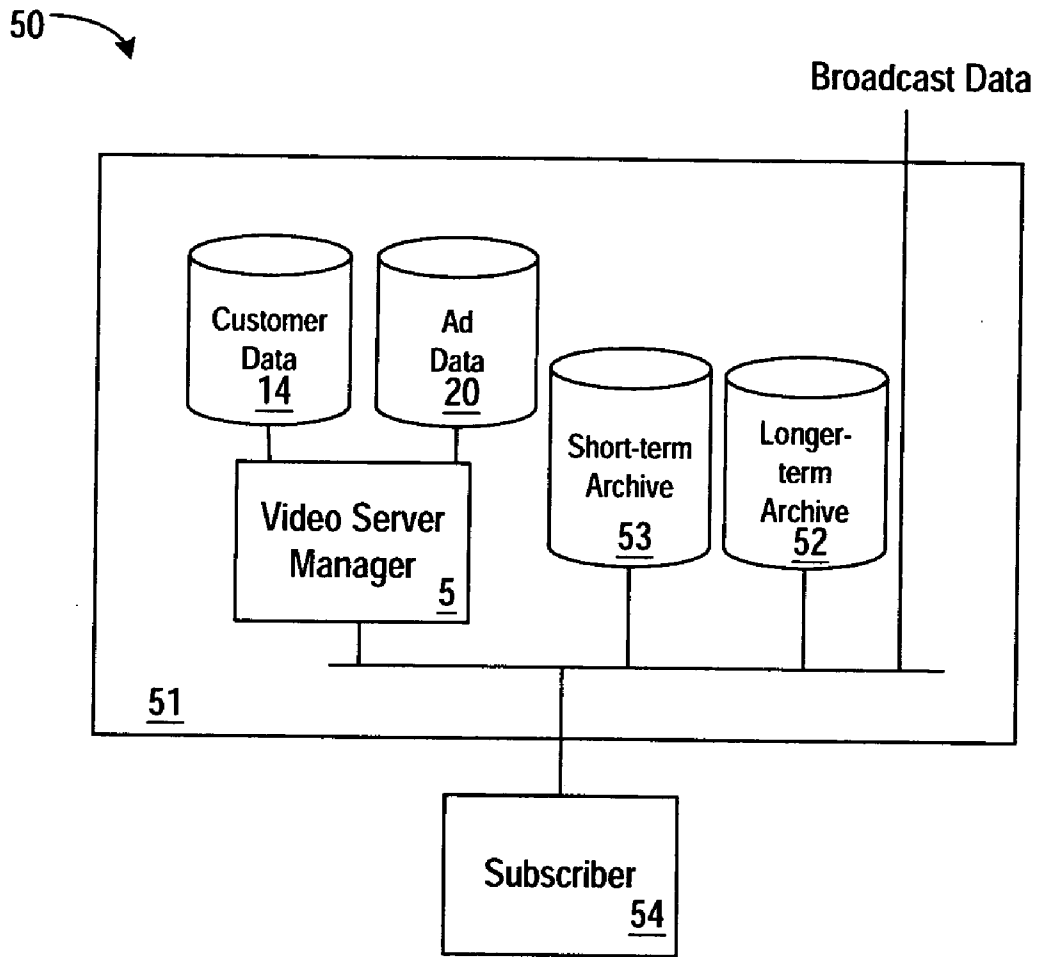 50
Broadcast Data
Customer
Data
14
Ad
Data
20
Short-term
Archive
53
Longer-
term
Archive
52
Video Server
Manager
5
51
Subscriber
54